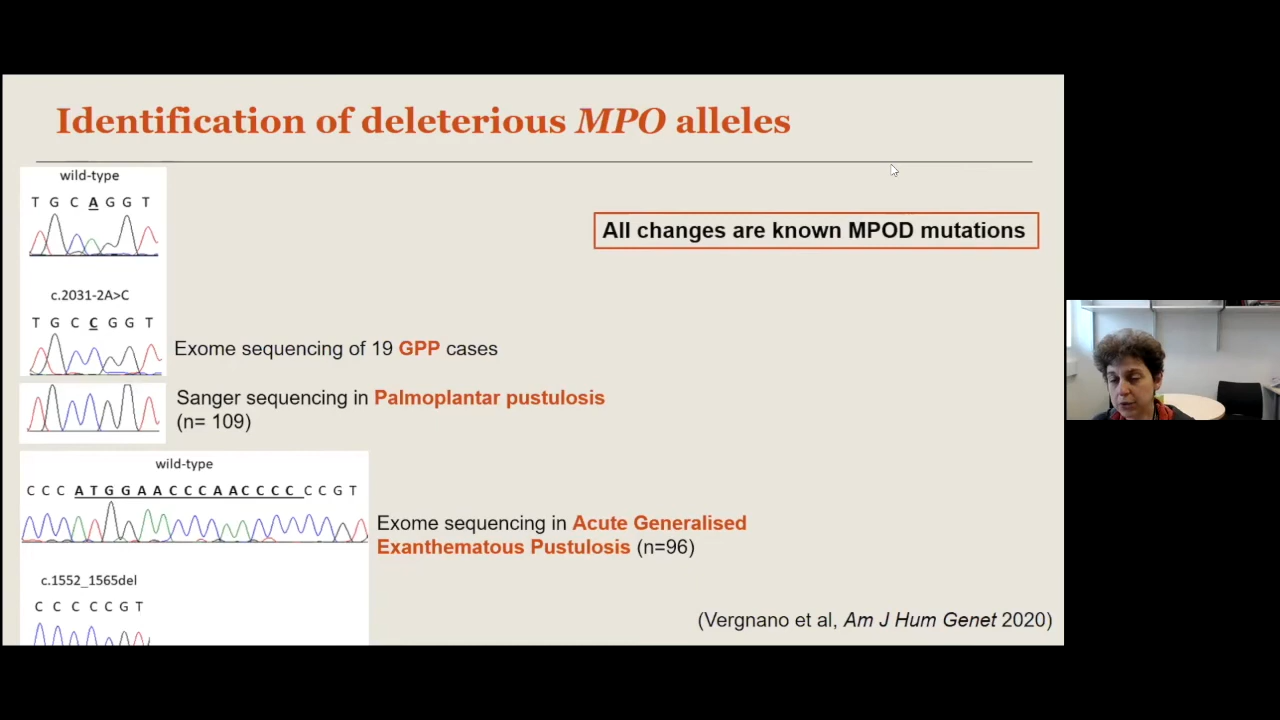 Identification of deleterious MPO alleles
wild-type
T G C A G G T
All changes are known MPOD mutations
c.2031-2A>C
T G C C G G T
Exome sequencing of 19 GPP cases
Sanger sequencing in Palmoplantar pustulosis
(n= 109)
wild-type
C C C A T G G A A C C C A A C C C C C C G T
Exome sequencing in Acute Generalised
Exanthematous Pustulosis (n=96)
c.1552_1565del
C C C C C G T
(Vergnano et al, Am J Hum Genet 2020)